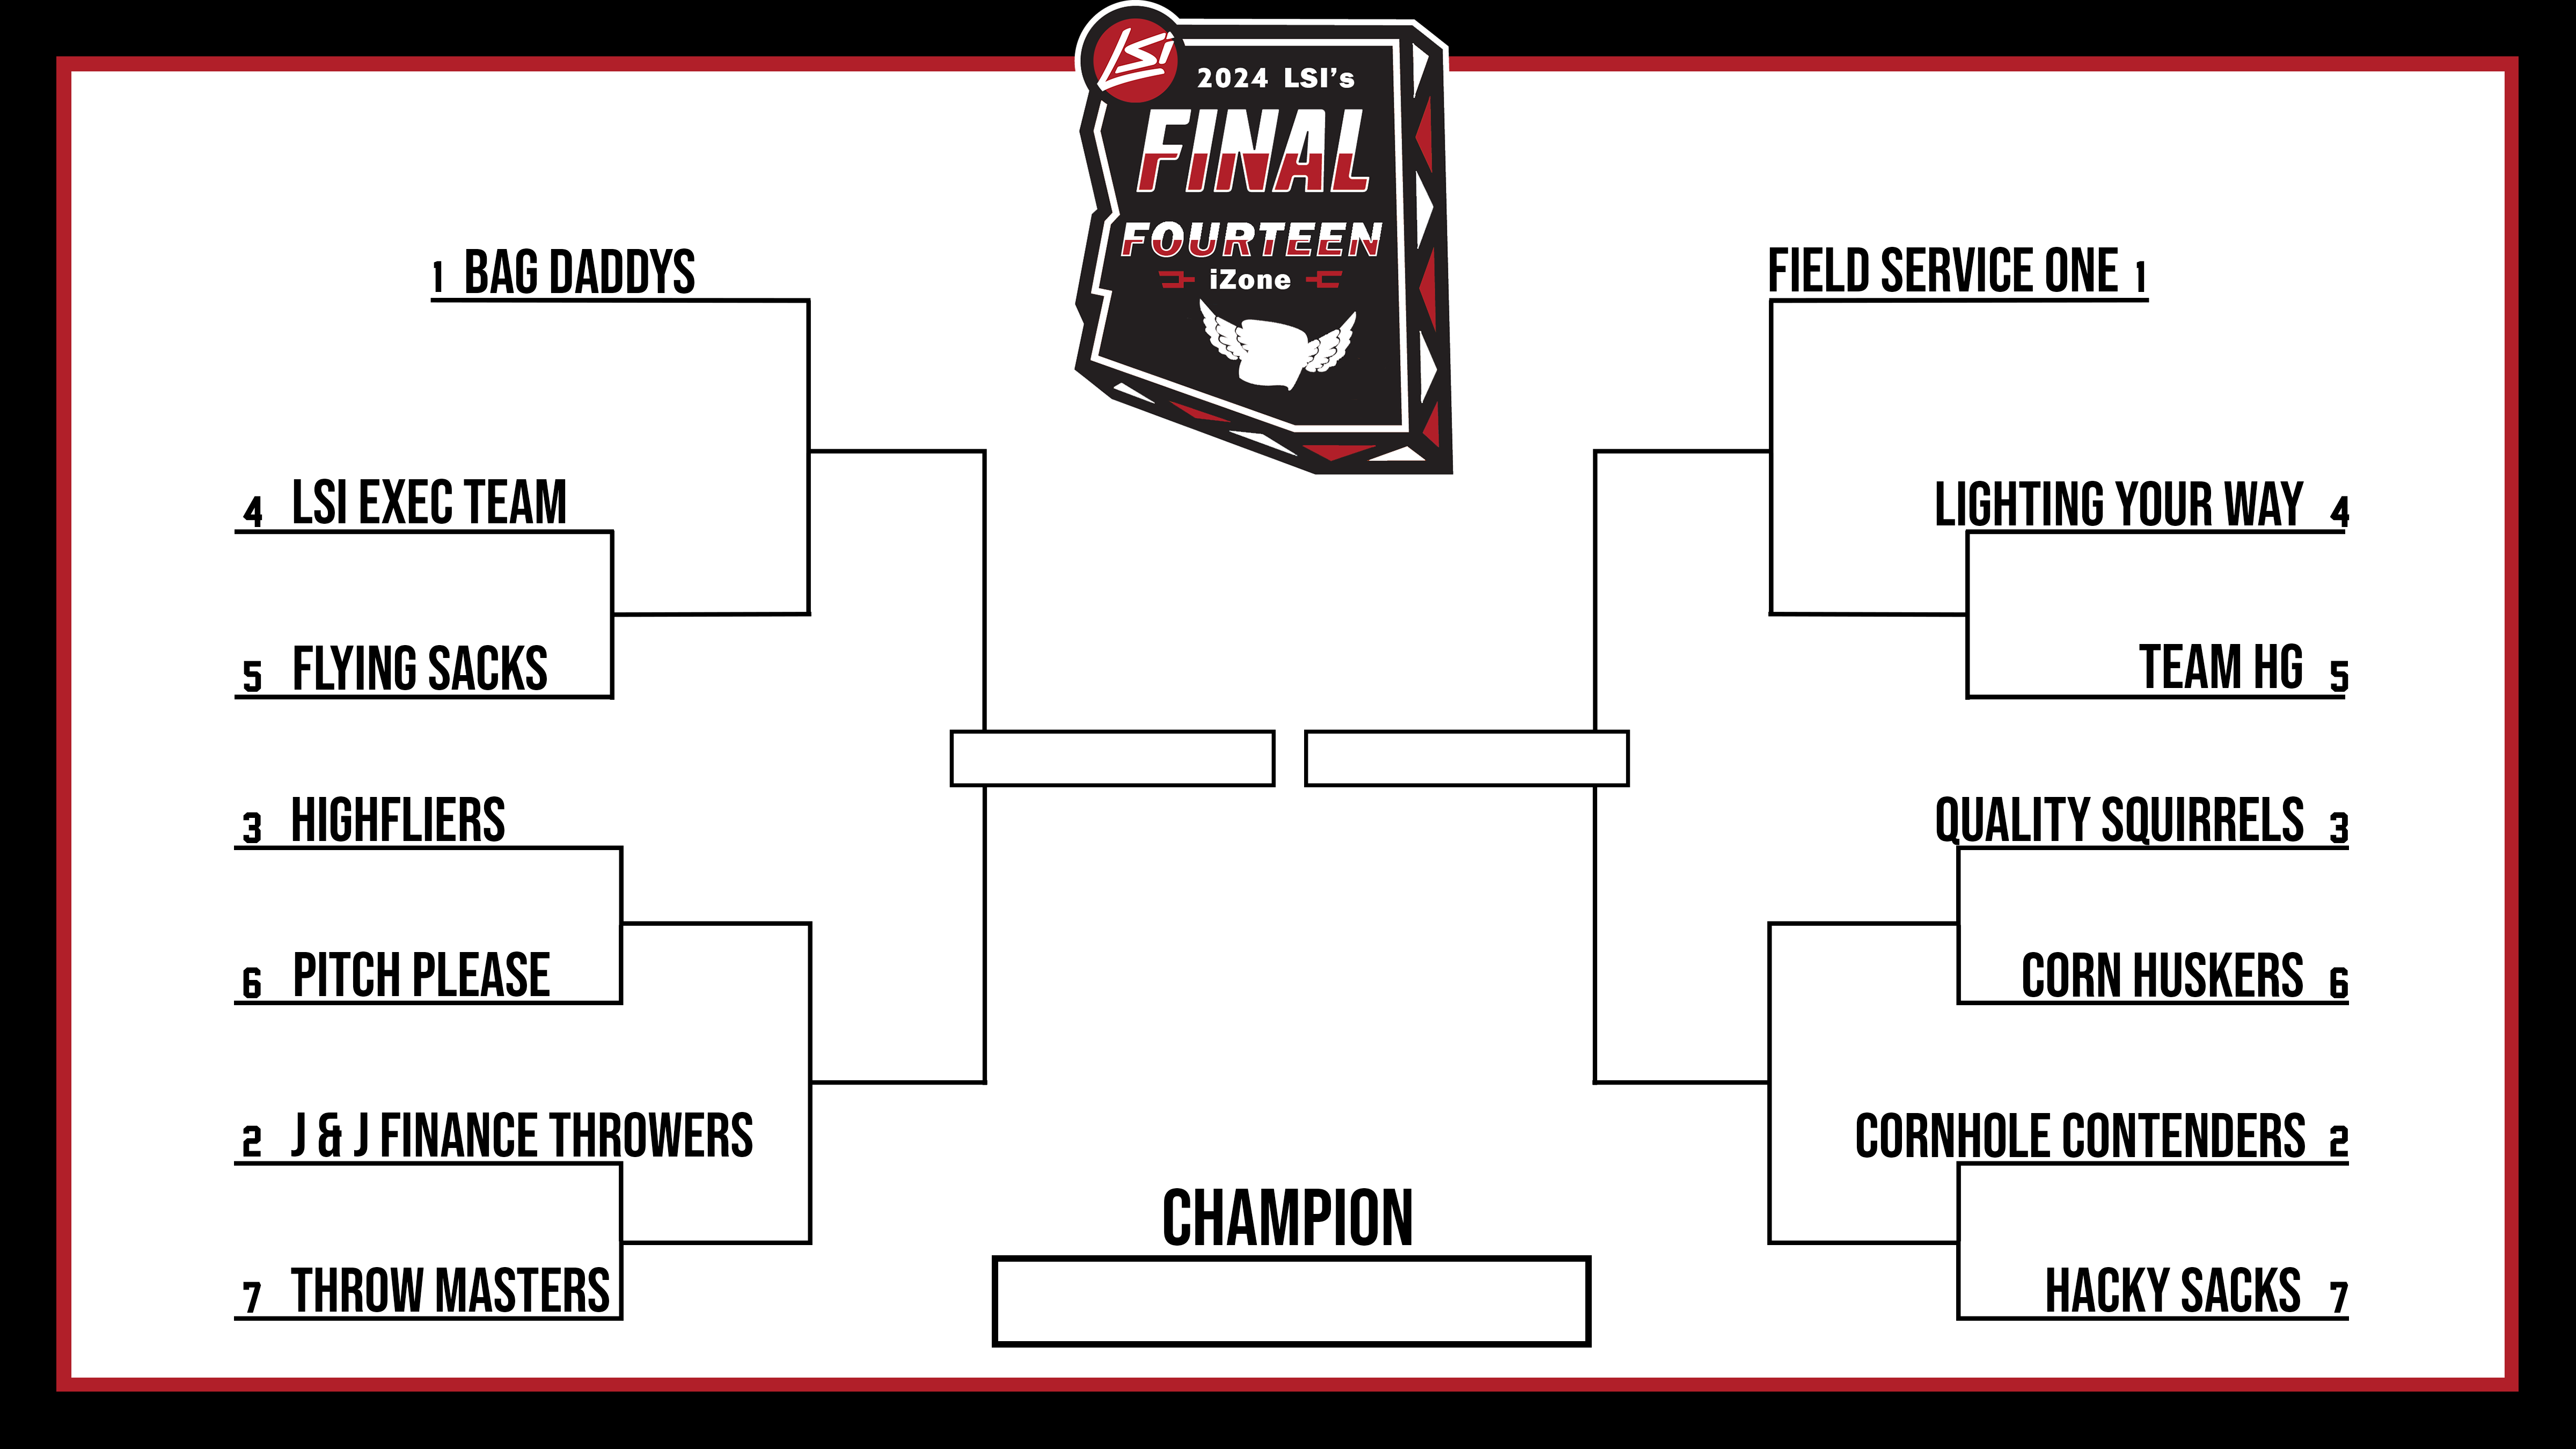 LSi
2024 LSI's
FINAL
FOURTEEN
iZone
1 BAG DADDYS
4 LSI EXEC TEAM
5 FLYING SACKS
3 HIGHFLIERS
6 PITCH PLEASE
2 J & J FINANCE THROWERS
7 THROW MASTERS
FIELD SERVICE ONE 1
LIGHTING YOUR WAY 4
TEAM HG 5
QUALITY SQUIRRELS 3
CORN HUSKERS 6
CORNHOLE CONTENDERS 2
HACKY SACKS 7
CHAMPION